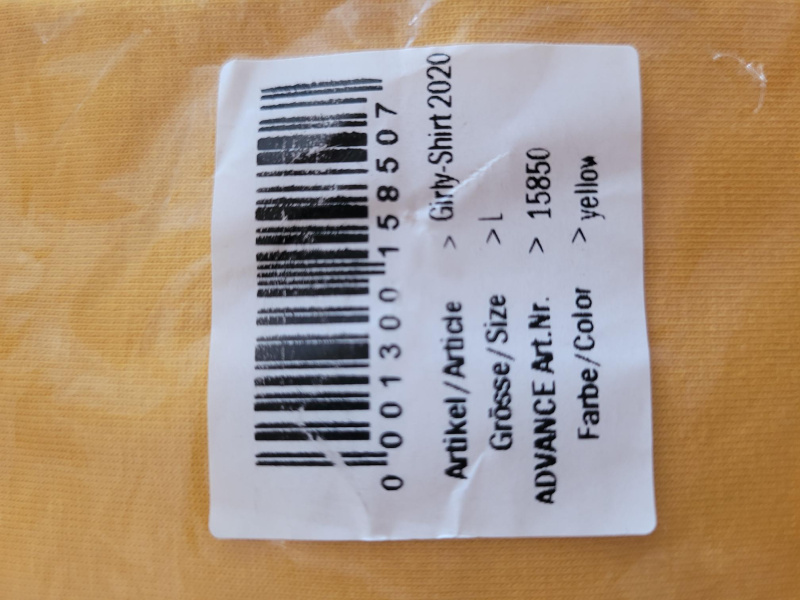 0 001300 158507
Artikel/Article > Girly-Shirt 2020
Grösse/Size > L
ADVANCE Art.Nr. > 15850
Farbe/Color > yellow